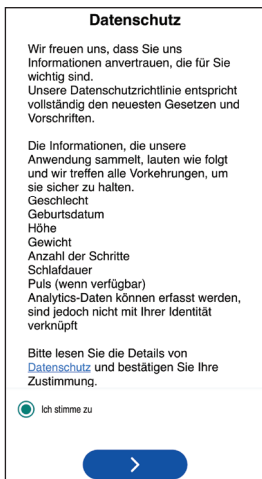 Datenschutz
Wir freuen uns, dass Sie uns
Informationen anvertrauen, die für Sie
wichtig sind.
Unsere Datenschutzrichtlinie entspricht
vollständig den neuesten Gesetzen und
Vorschriften.
Die Informationen, die unsere
Anwendung sammelt, lauten wie folgt
und wir treffen alle Vorkehrungen, um
sie sicher zu halten.
Geschlecht
Geburtsdatum
Höhe
Gewicht
Anzahl der Schritte
Schlafdauer
Puls (wenn verfügbar)
Analytics-Daten können erfasst werden,
sind jedoch nicht mit Ihrer Identität
verknüpft
Bitte lesen Sie die Details von
Datenschutz und bestätigen Sie Ihre
Zustimmung.
Ich stimme zu